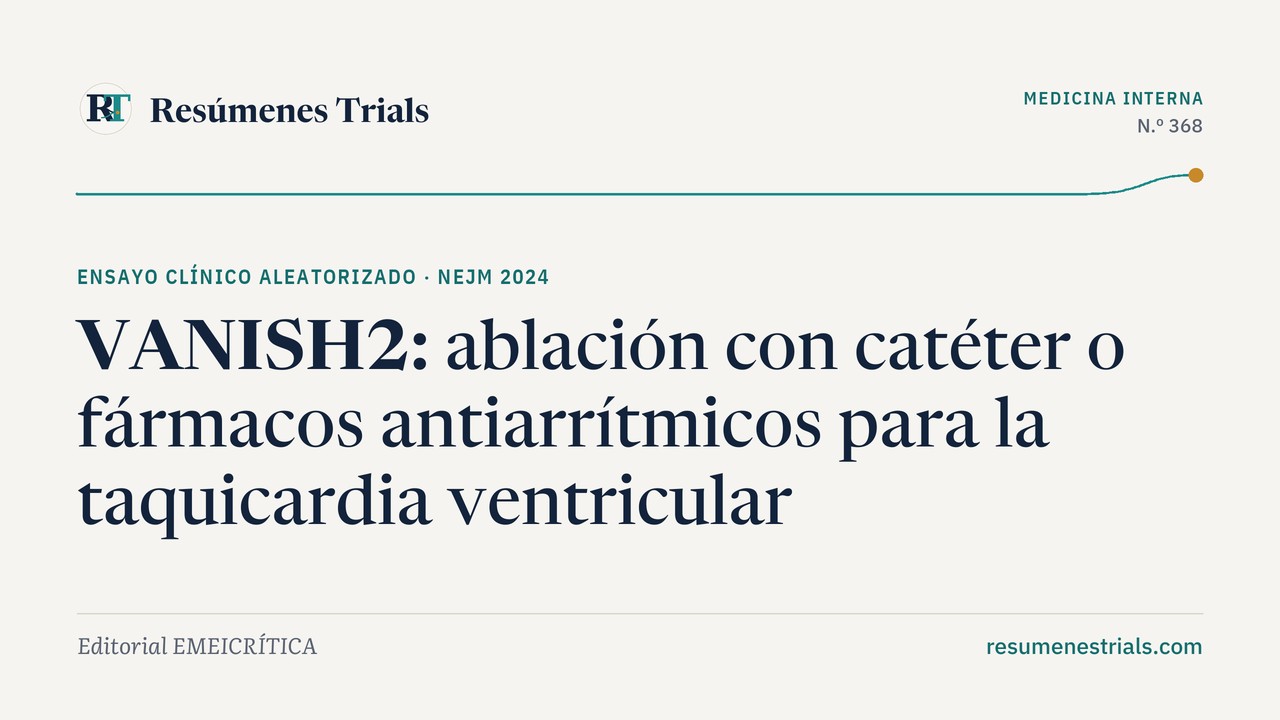 RT Resúmenes Trials
MEDICINA INTERNA
N.º 368
ENSAYO CLÍNICO ALEATORIZADO · NEJM 2024
VANISH2: ablación con catéter o
fármacos antiarrítmicos para la
taquicardia ventricular
Editorial EMEICRÍTICA
resumenestrials.com